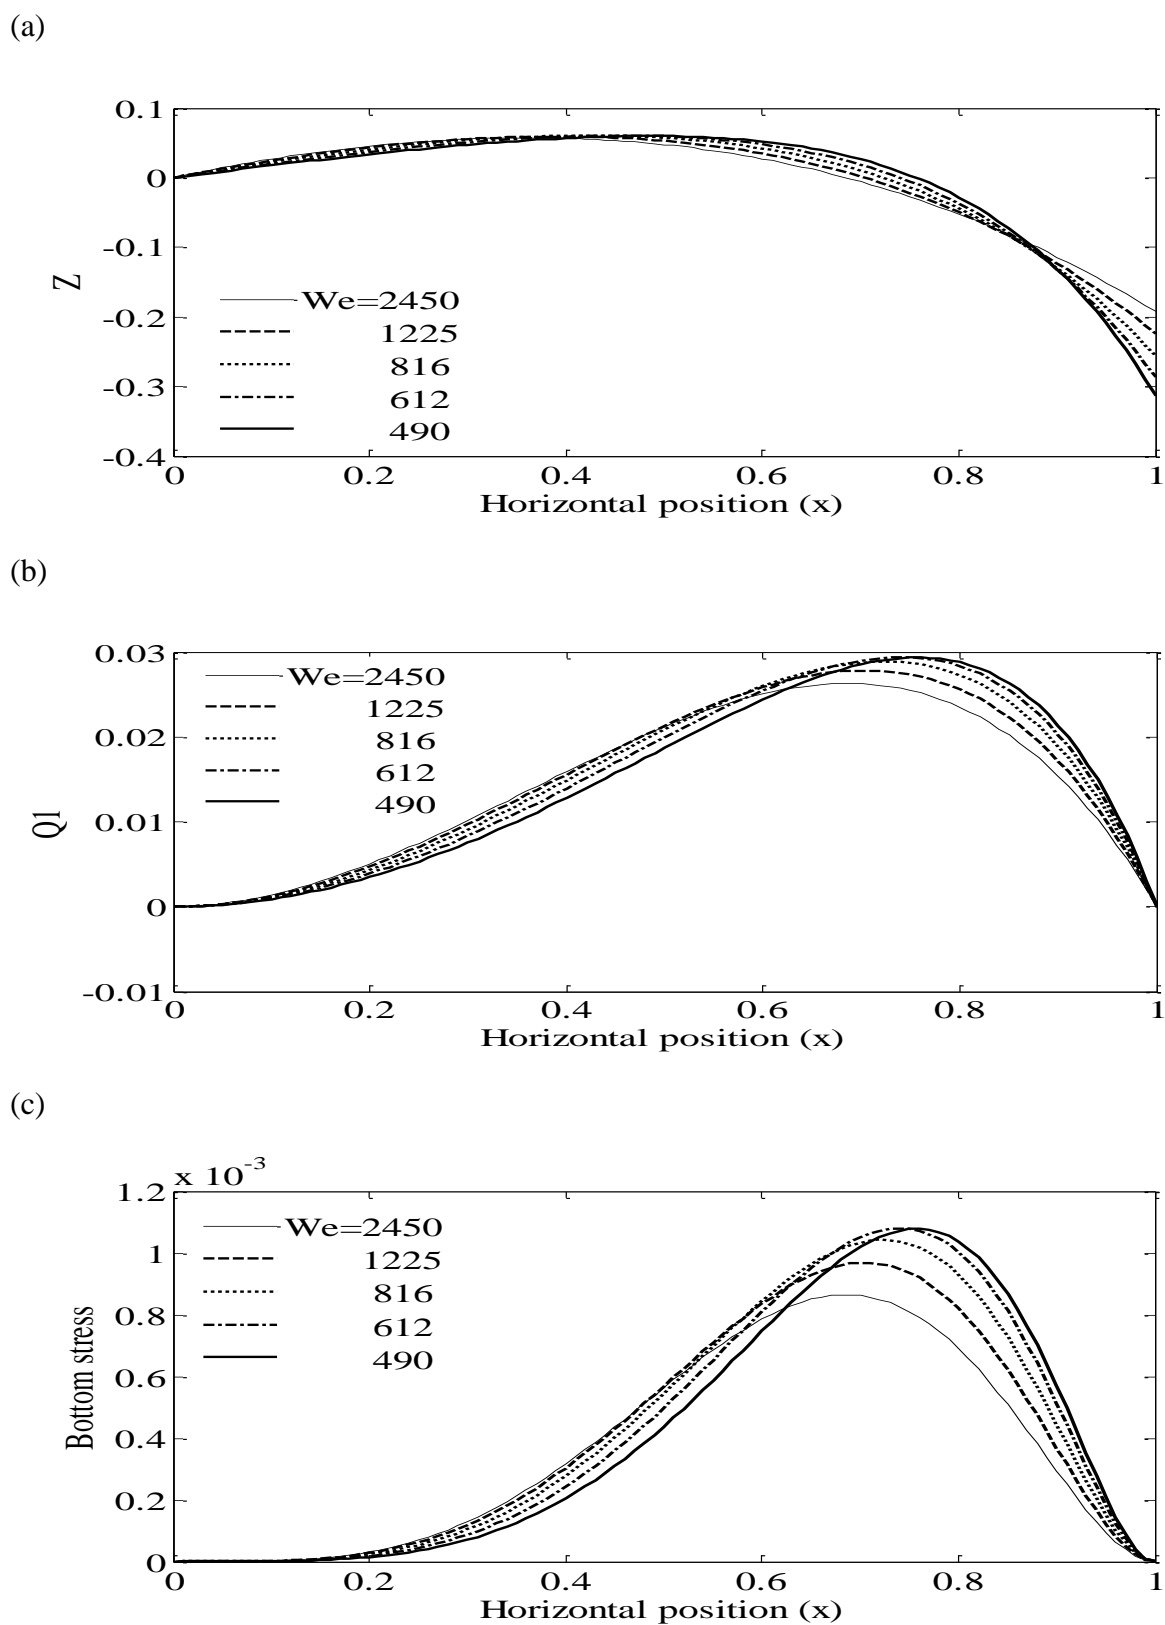 (a)
0.1
0
-0.1
-0.2
-0.3
-0.4
Z
We=2450
1225
816
612
490
0 0.2 0.4 0.6 0.8 1
Horizontal position (x)
(b)
0.03
0.02
0.01
0
-0.01
Q1
We=2450
1225
816
612
490
0 0.2 0.4 0.6 0.8 1
Horizontal position (x)
(c)
x 10-3
1.2
1
0.8
0.6
0.4
0.2
0
Bottom stress
We=2450
1225
816
612
490
0 0.2 0.4 0.6 0.8 1
Horizontal position (x)